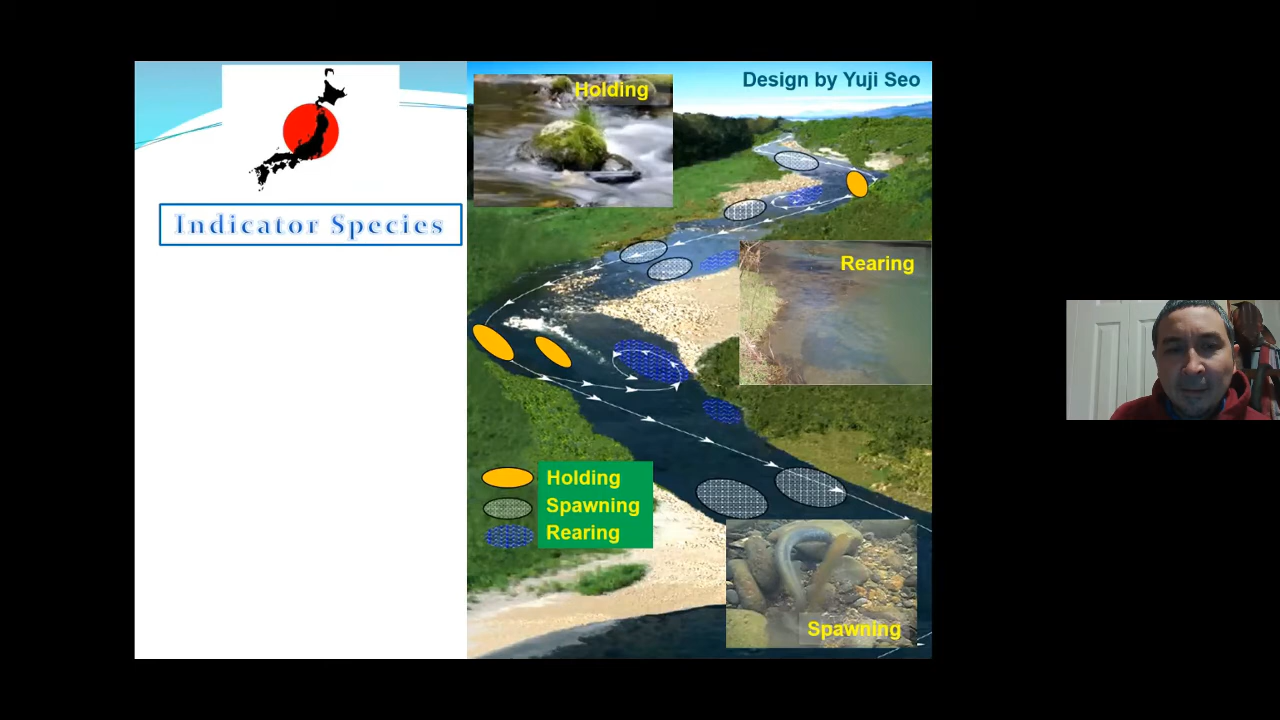 Indicator Species
Design by Yuji Seo
Holding
Rearing
Holding
Spawning
Rearing
Spawning